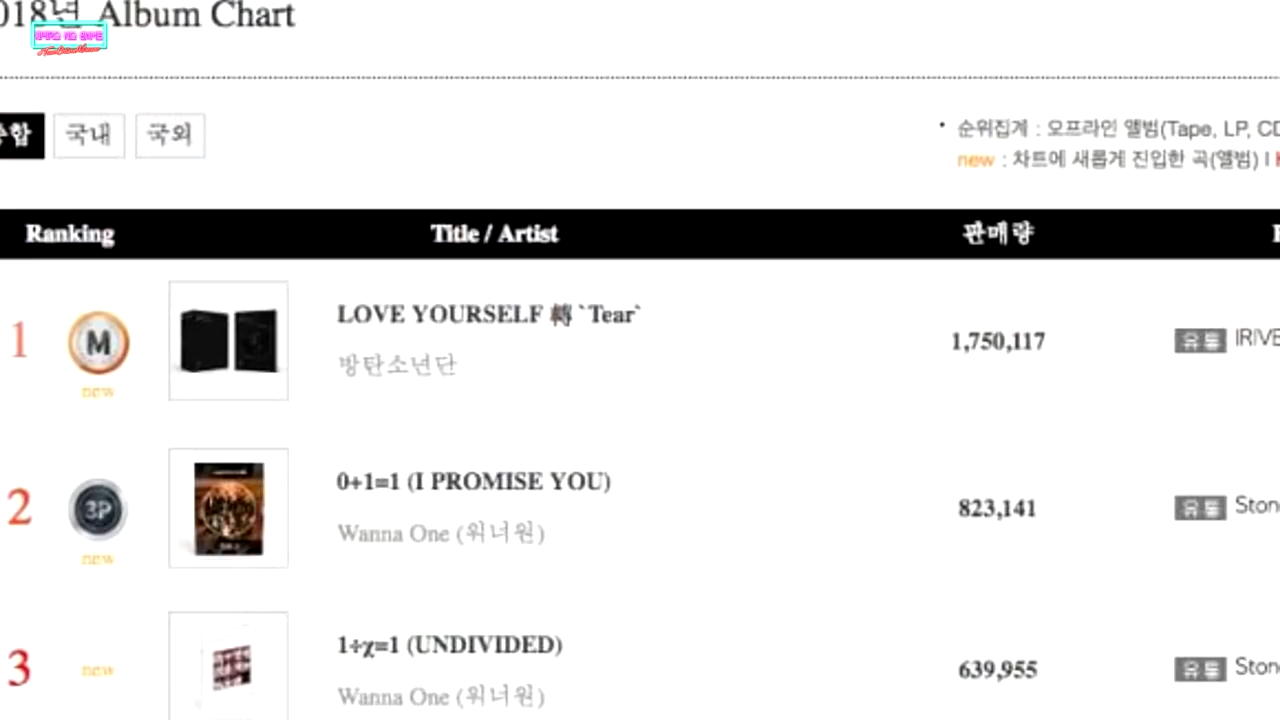 018년 Album Chart
종합 국내 국외
· 순위집계 : 오프라인 앨범(Tape, LP, CD
new : 차트에 새롭게 진입한 곡(앨범) I
Ranking Title / Artist 판매량
1 M new LOVE YOURSELF 轉 `Tear` 1,750,117 유통 IRIVE
방탄소년단
2 3P new 0+1=1 (I PROMISE YOU) 823,141 유통 Ston
Wanna One (워너원)
3 new 1÷χ=1 (UNDIVIDED) 639,955 유통 Ston
Wanna One (워너원)